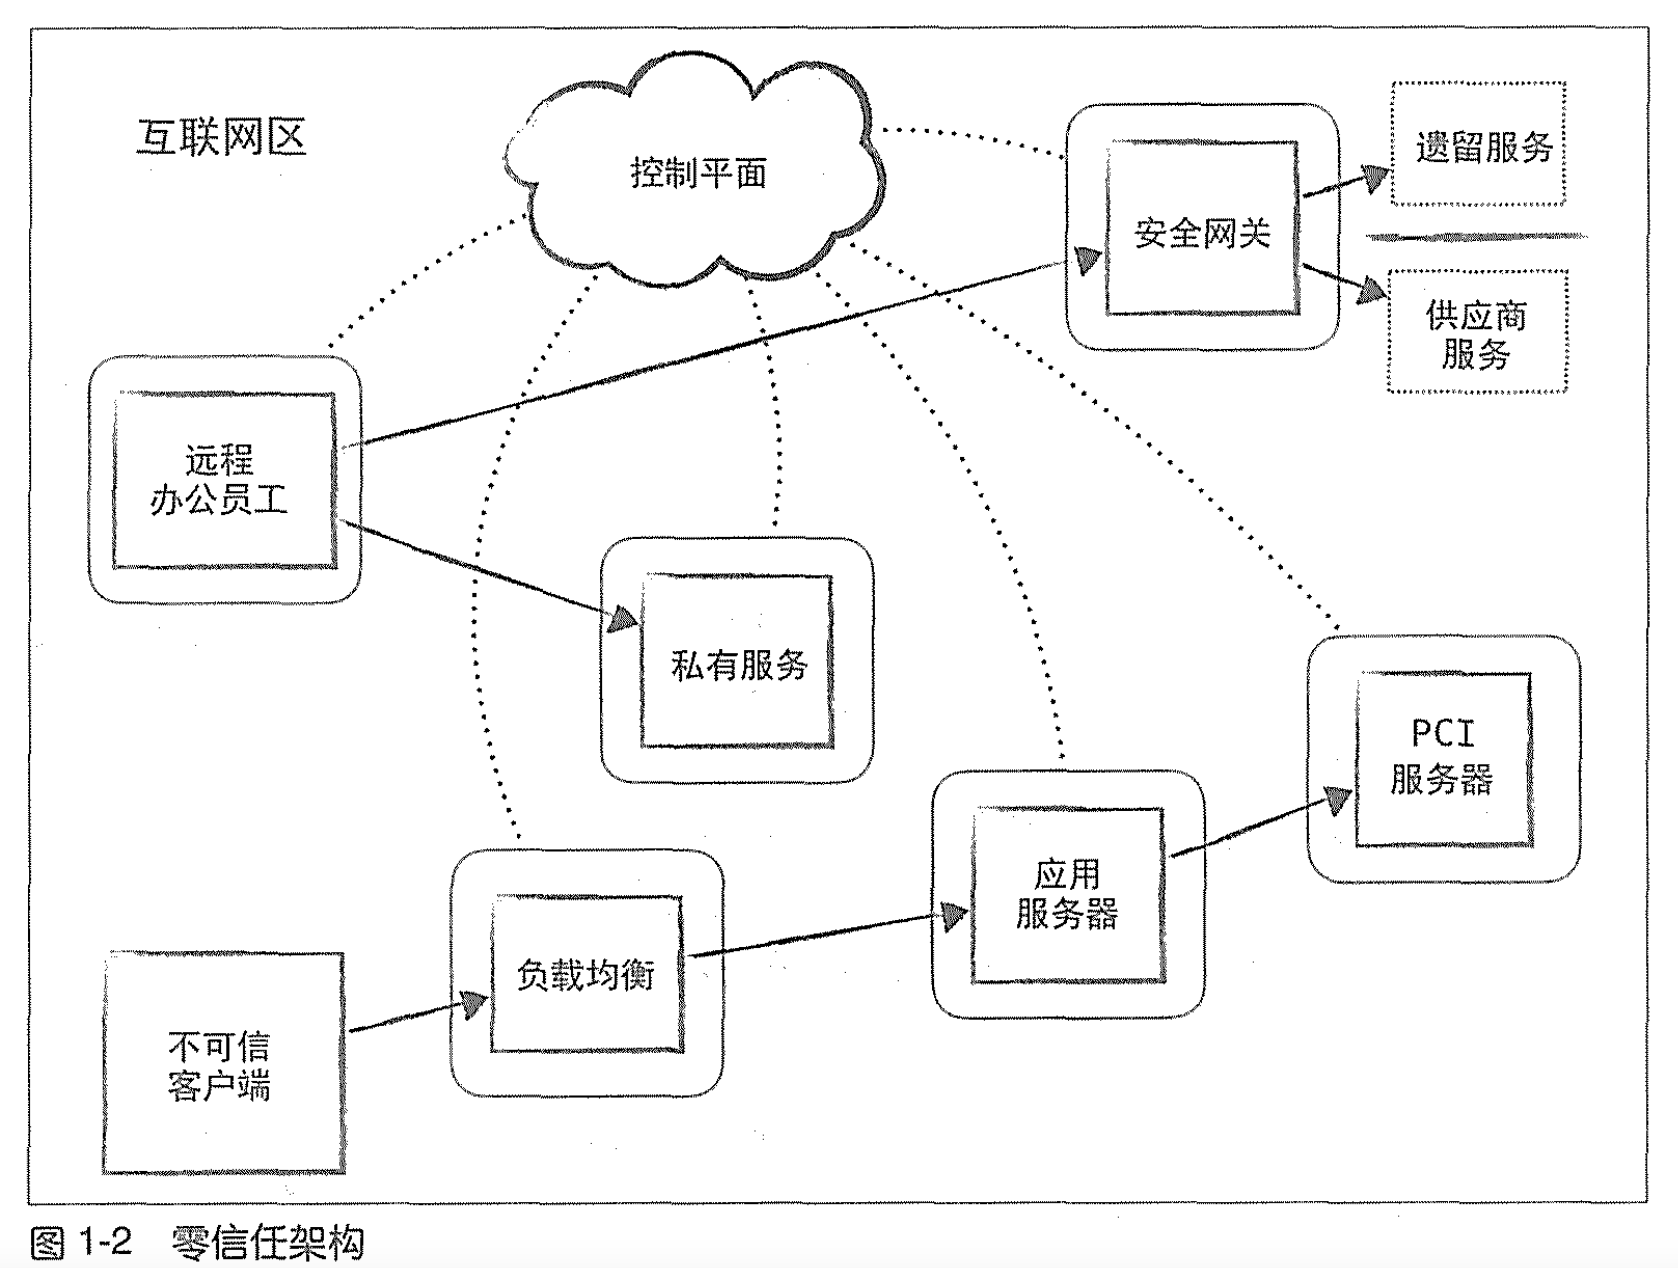 互联网区
控制平面
遗留服务
安全网关
供应商
服务
远程
办公员工
私有服务
PCI
服务器
应用
服务器
负载均衡
不可信
客户端
图 1-2 零信任架构